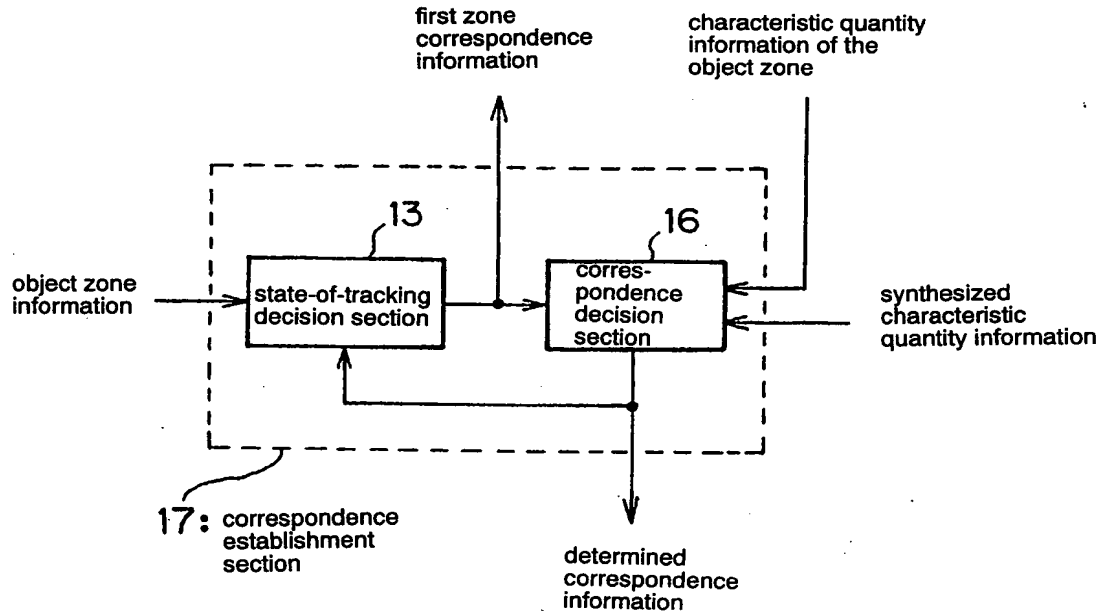 first zone
correspondence
information
characteristic quantity
information of the
object zone
13
16
object zone
information
state-of-tracking
decision section
corres-
pondence
decision
section
synthesized
characteristic
quantity information
17: correspondence
establishment
section
determined
correspondence
information